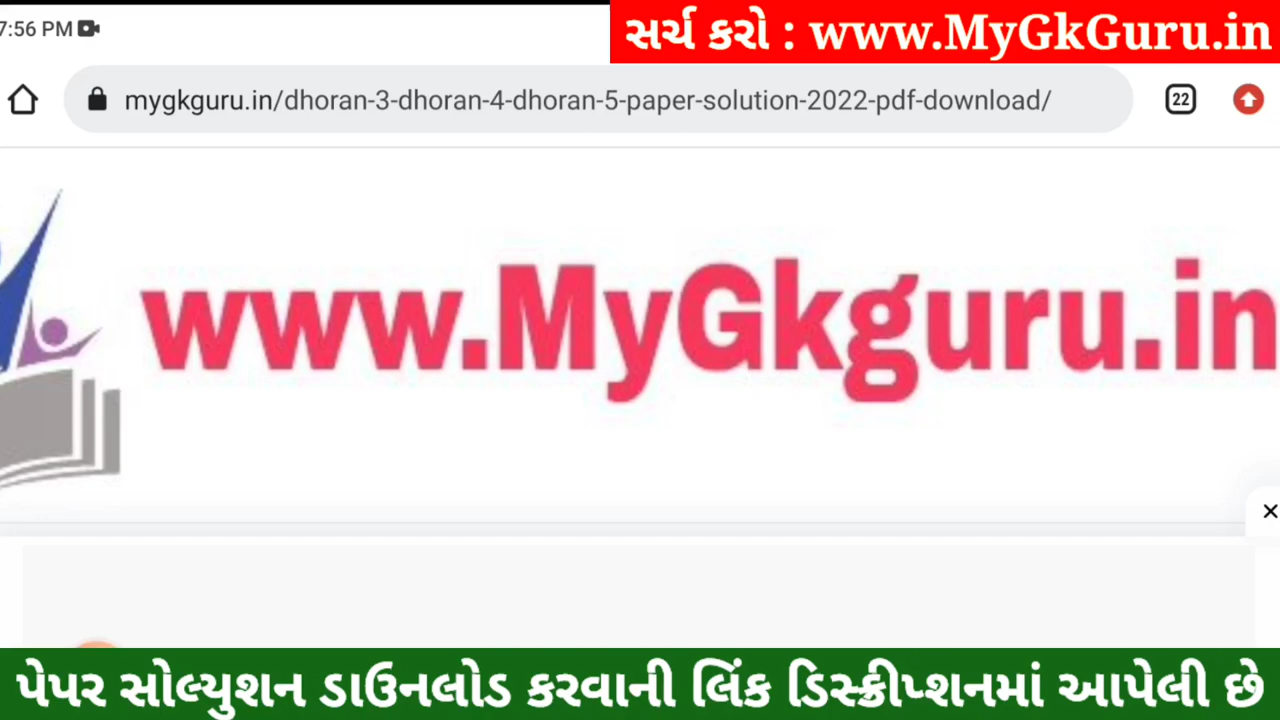 7:56 PM
સર્ચ કરો : www.MyGkGuru.in
mygkguru.in/dhoran-3-dhoran-4-dhoran-5-paper-solution-2022-pdf-download/
22
www.MyGkguru.in
પેપર સોલ્યુશન ડાઉનલોડ કરવાની લિંક ડિસ્ક્રીપ્શનમાં આપેલી છે